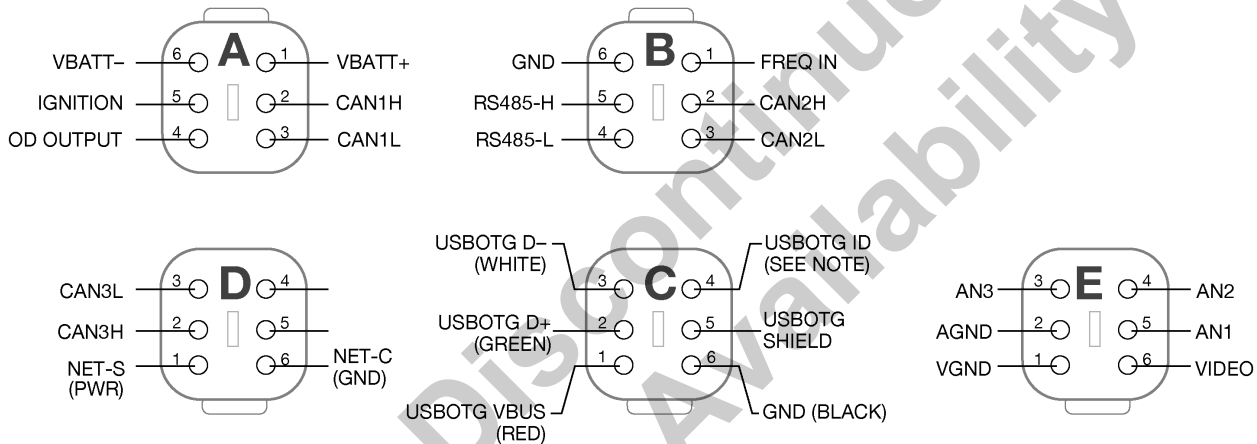 A
VBATT–
6
1
VBATT+
IGNITION
5
2
CAN1H
OD OUTPUT
4
3
CAN1L
B
GND
6
1
FREQ IN
RS485-H
5
2
CAN2H
RS485-L
4
3
CAN2L
D
CAN3L
3
4
CAN3H
2
5
NET-S
(PWR)
1
6
NET-C
(GND)
C
USBOTG D–
(WHITE)
3
4
USBOTG ID
(SEE NOTE)
USBOTG D+
(GREEN)
2
5
USBOTG
SHIELD
USBOTG VBUS
(RED)
1
6
GND (BLACK)
E
AN3
3
4
AN2
AGND
2
5
AN1
VGND
1
6
VIDEO
Availability